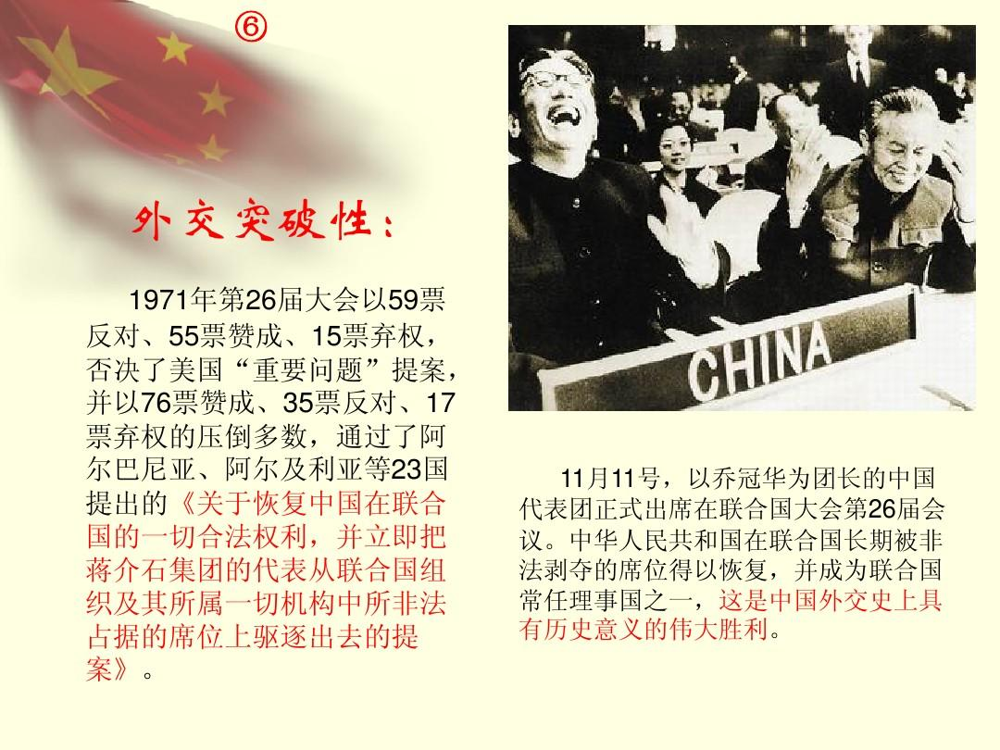 ⑥
外交突破性：
1971年第26届大会以59票
反对、55票赞成、15票弃权，
否决了美国“重要问题”提案，
并以76票赞成、35票反对、17
票弃权的压倒多数，通过了阿
尔巴尼亚、阿尔及利亚等23国
提出的《关于恢复中国在联合
国的一切合法权利，并立即把
蒋介石集团的代表从联合国组
织及其所属一切机构中所非法
占据的席位上驱逐出去的提
案》。
CHINA
11月11号，以乔冠华为团长的中国
代表团正式出席在联合国大会第26届会
议。中华人民共和国在联合国长期被非
法剥夺的席位得以恢复，并成为联合国
常任理事国之一，这是中国外交史上具
有历史意义的伟大胜利。